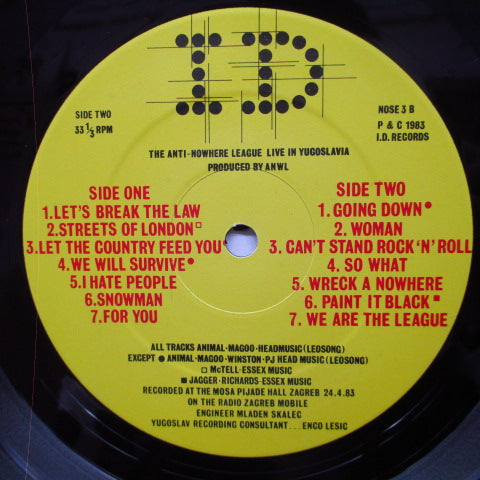 ID
SIDE TWO
33 1/3 RPM
NOSE 3 B
P & C 1983
I.D. RECORDS
THE ANTI-NOWHERE LEAGUE LIVE IN YUGOSLAVIA
PRODUCED BY ANWL
SIDE ONE
1.LET'S BREAK THE LAW
2.STREETS OF LONDON□
3.LET THE COUNTRY FEED YOU
4.WE WILL SURVIVE●
5.I HATE PEOPLE
6.SNOWMAN
7.FOR YOU
SIDE TWO
1.GOING DOWN●
2. WOMAN
3. CAN'T STAND ROCK 'N' ROLL
4. SO WHAT
5. WRECK A NOWHERE
6. PAINT IT BLACK■
7. WE ARE THE LEAGUE
ALL TRACKS ANIMAL·MAGOO·HEADMUSIC(LEOSONG)
EXCEPT ● ANIMAL·MAGOO·WINSTON·PJ HEAD MUSIC (LEOSONG)
□ McTELL·ESSEX MUSIC
■ JAGGER·RICHARDS·ESSEX MUSIC
RECORDED AT THE MOSA PIJADE HALL ZAGREB 24.4.83
ON THE RADIO ZAGREB MOBILE
ENGINEER MLADEN SKALEC
YUGOSLAV RECORDING CONSULTANT...ENCO LESIC